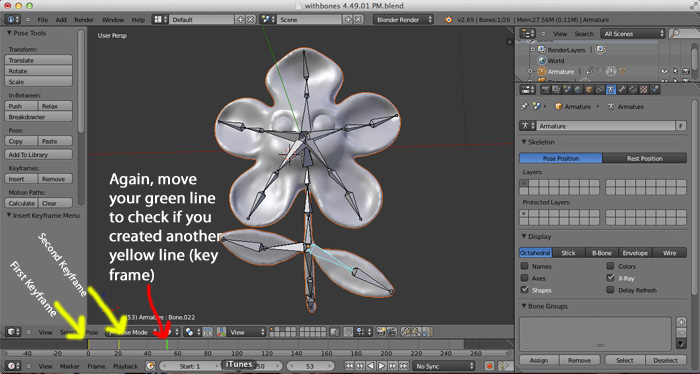 withbones 4.49.01 PM.blend
File Add Render Window Help Default Scene Blender Render v2.69 | Bones:1/26 | Mem:27.56M (0.11M) | Armature
Pose Tools
Transform:
Translate
Rotate
Scale
In-Between:
Push Relax
Breakdowner
Pose:
Copy Paste
Add To Library
Keyframes:
Insert Remove
Motion Paths:
Calculate Clear
Insert Keyframe Menu
User Persp
Again, move
your green line
to check if you
created another
yellow line (key
frame)
Second Keyframe
First Keyframe
(53) Armature : Bone.022
View Select Pose Pose Mode View
-40 -20 0 20 40 60 80 100 120 140 160 180 200 220 240 260
View Marker Frame Playback Start: 1 iTunes 50 53 No Sync
View Search All Scenes
RenderLayers
World
Armature
Armature Armature
Armature F
Skeleton
Pose Position Rest Position
Layers:
Protected Layers:
Display
Octahedral Stick B-Bone Envelope Wire
Names Colors
Axes X-Ray
Shapes Delay Refresh
Bone Groups
Assign Remove Select Deselect